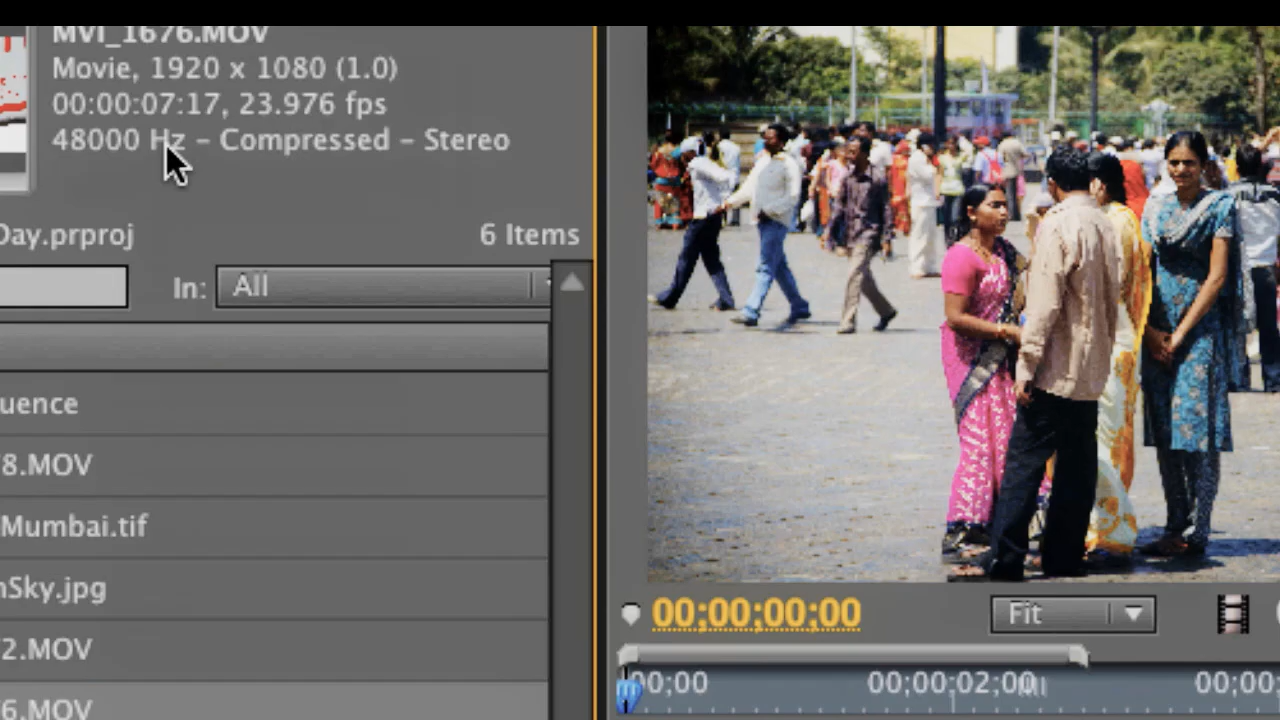 MVI_1676.MOV
Movie, 1920 x 1080 (1.0)
00:00:07:17, 23.976 fps
48000 Hz - Compressed - Stereo
Day.prproj
6 Items
In: All
uence
8.MOV
Mumbai.tif
nSky.jpg
2.MOV
6.MOV
00;00;00;00
Fit
00;00
00;00;02;00
00;00